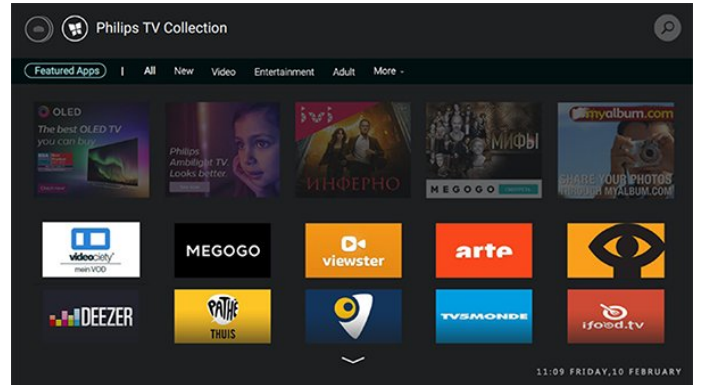 Philips TV Collection
Featured Apps | All New Video Entertainment Adult More
OLED
The best OLED TV
you can buy
Philips
Ambilight TV.
Looks better.
ivi
ИНФЕРНО
МИФЫ
MEGOGO СМОТРЕТЬ
myalbum.com
SHARE YOUR PHOTOS
THROUGH MYALBUM.COM
videociety
mein VOD
MEGOGO
viewster
arte
DEEZER
PATHÉ
THUIS
TV5MONDE
ifood.tv
11:09 FRIDAY,10 FEBRUARY